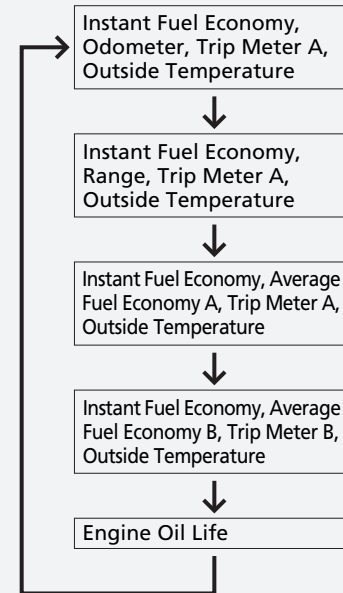 Instant Fuel Economy,
Odometer, Trip Meter A,
Outside Temperature
Instant Fuel Economy,
Range, Trip Meter A,
Outside Temperature
Instant Fuel Economy, Average
Fuel Economy A, Trip Meter A,
Outside Temperature
Instant Fuel Economy, Average
Fuel Economy B, Trip Meter B,
Outside Temperature
Engine Oil Life